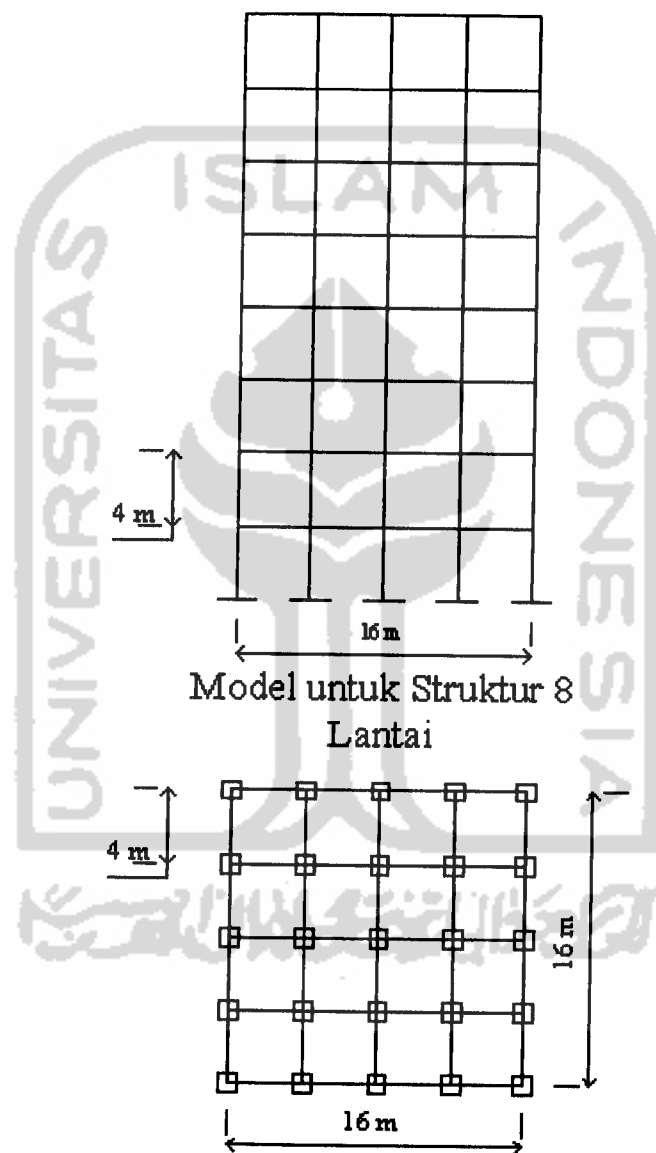 UNIVERSITAS
ISLAM
INDONESIA
4 m
16 m
Model untuk Struktur 8
Lantai
4 m
16 m
16 m